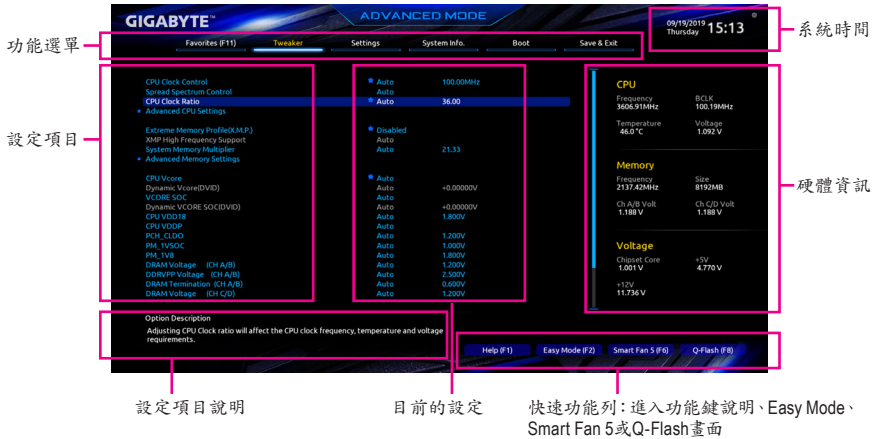 GIGABYTE™
ADVANCED MODE
09/19/2019 Thursday 15:13
系統時間
功能選單
Favorites (F11) Tweaker Settings System Info. Boot Save & Exit
設定項目
CPU Clock Control Auto 100.00MHz
Spread Spectrum Control Auto
CPU Clock Ratio Auto 36.00
Advanced CPU Settings
Extreme Memory Profile(X.M.P.) Disabled
XMP High Frequency Support Auto
System Memory Multiplier Auto 21.33
Advanced Memory Settings
CPU Vcore Auto
Dynamic Vcore(DVID) Auto +0.00000V
VCORE SOC Auto
Dynamic VCORE SOC(DVID) Auto +0.00000V
CPU VDD18 Auto 1.800V
CPU VDDP Auto
PCH_CLDO Auto 1.200V
PM_1VSOC Auto 1.000V
PM_1V8 Auto 1.800V
DRAM Voltage (CH A/B) Auto 1.200V
DDRVPP Voltage (CH A/B) Auto 2.500V
DRAM Termination (CH A/B) Auto 0.600V
DRAM Voltage (CH C/D) Auto 1.200V
CPU
Frequency BCLK
3606.91MHz 100.19MHz
Temperature Voltage
46.0 °C 1.092 V
Memory
Frequency Size
2137.42MHz 8192MB
Ch A/B Volt Ch C/D Volt
1.188 V 1.188 V
Voltage
Chipset Core +5V
1.001 V 4.770 V
+12V
11.736 V
硬體資訊
Option Description
Adjusting CPU Clock ratio will affect the CPU clock frequency, temperature and voltage
requirements.
Help (F1) Easy Mode (F2) Smart Fan 5 (F6) Q-Flash (F8)
設定項目說明
目前的設定
快速功能列：進入功能鍵說明、Easy Mode、
Smart Fan 5或Q-Flash畫面